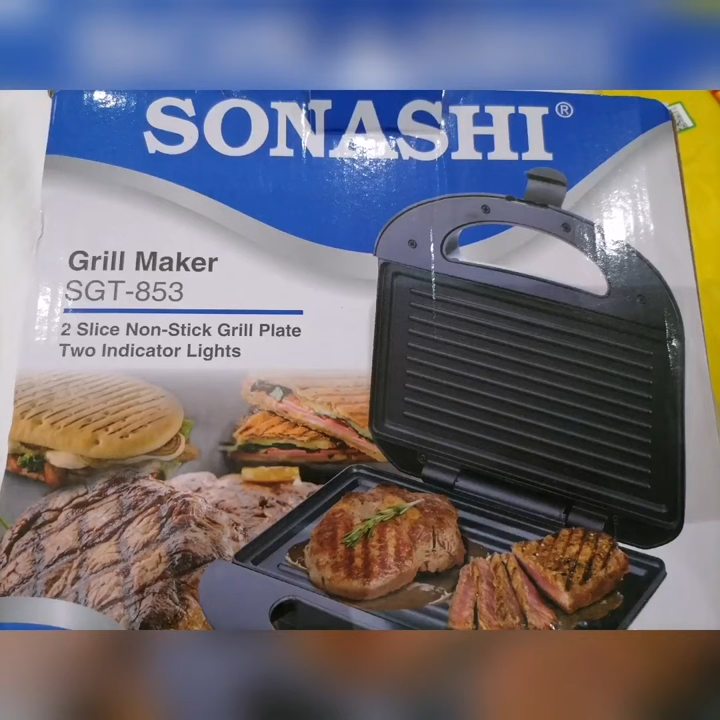 SONASHI®
Grill Maker
SGT-853
2 Slice Non-Stick Grill Plate
Two Indicator Lights